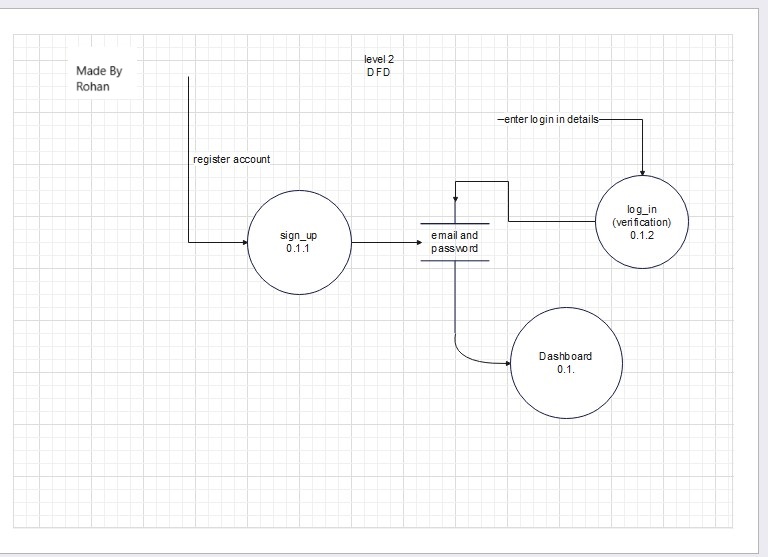 Made By
Rohan
level 2
DFD
enter login in details
register account
sign_up
0.1.1
email and
password
log_in
(verification)
0.1.2
Dashboard
0.1.